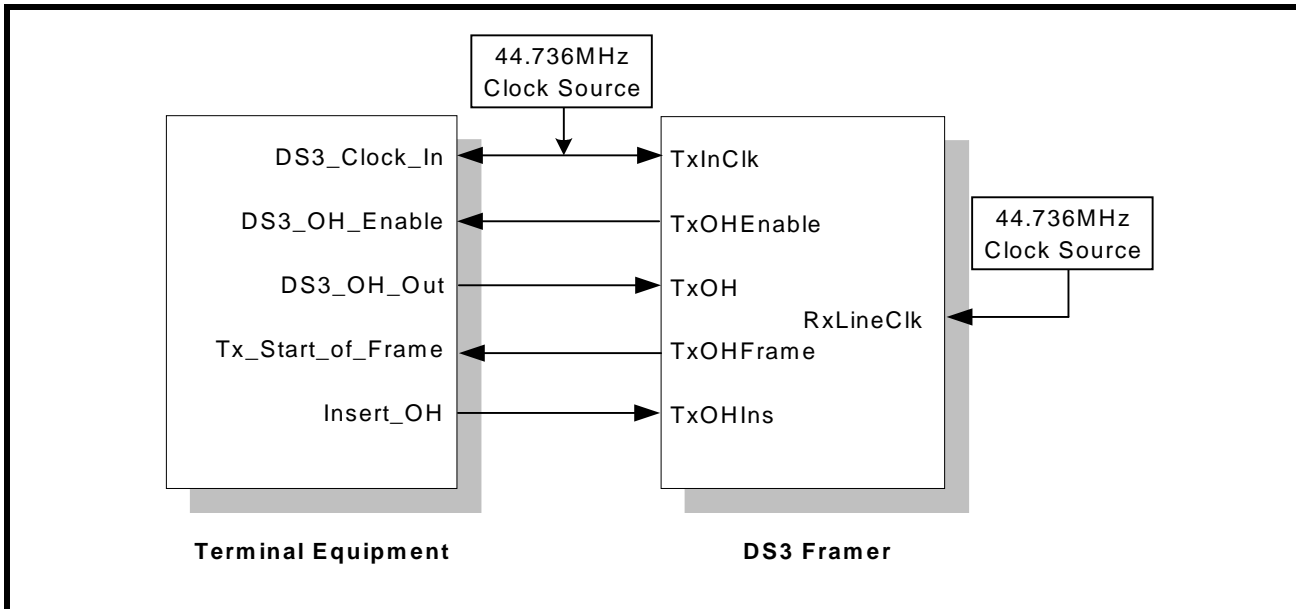 44.736MHz
Clock Source
DS3_Clock_In
TxInClk
DS3_OH_Enable
TxOHEnable
44.736MHz
Clock Source
DS3_OH_Out
TxOH
RxLineClk
Tx_Start_of_Frame
TxOHFrame
Insert_OH
TxOHIns
Terminal Equipment
DS3 Framer